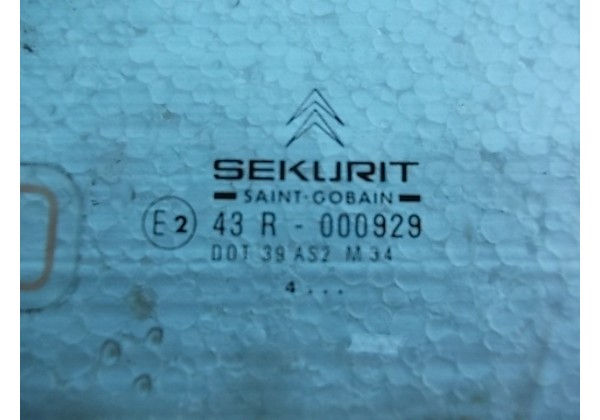 SEKURIT
SAINT-GOBAIN
E2 43 R - 000929
DOT 39 AS2 M 34
4 . . .